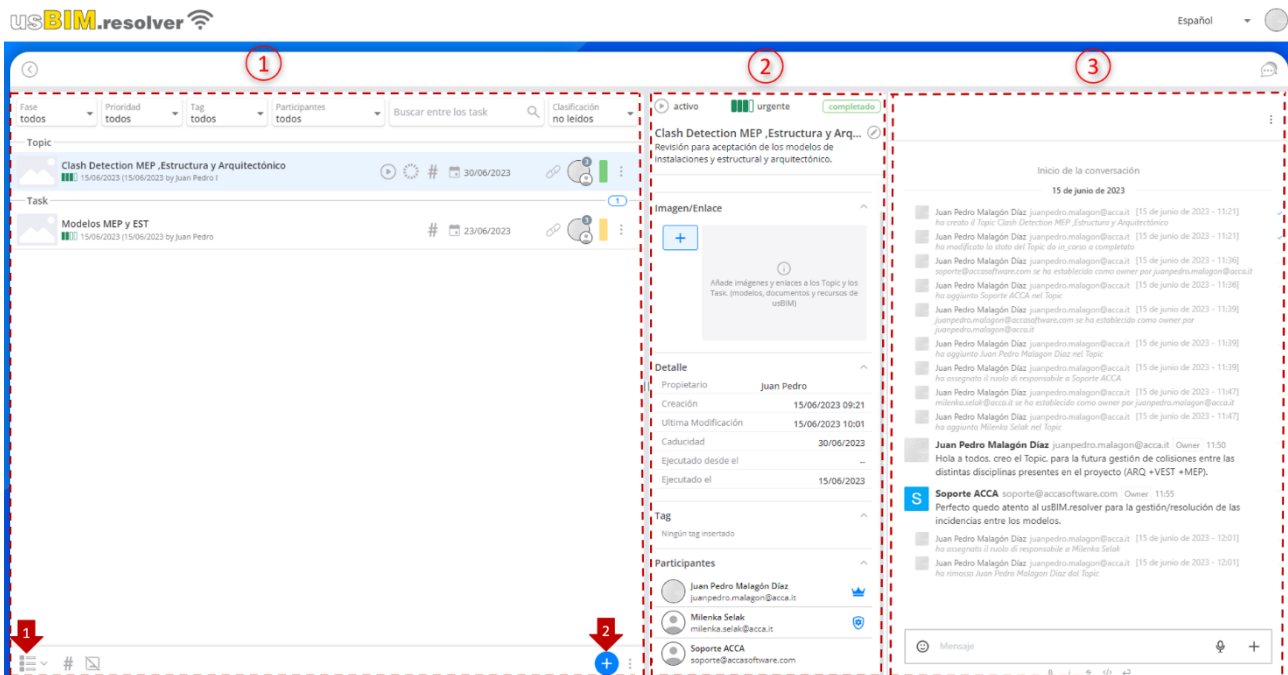 usBIM.resolver
Español
1
2
3
Fase
todos
Prioridad
todos
Tag
todos
Participantes
todos
Buscar entre los task
Clasificación
no leídos
Topic
Clash Detection MEP ,Estructura y Arquitectónico
15/06/2023 (15/06/2023 by Juan Pedro I
30/06/2023
3
Task
1
Modelos MEP y EST
15/06/2023 (15/06/2023 by Juan Pedro
23/06/2023
3
1
2
activo
urgente
completado
Clash Detection MEP ,Estructura y Arq...
Revisión para aceptación de los modelos de
instalaciones y estructural y arquitectónico.
Imagen/Enlace
Añade imágenes y enlaces a los Topic y los
Task. (modelos, documentos y recursos de
usBIM)
Detalle
Propietario Juan Pedro
Creación 15/06/2023 09:21
Ultima Modificación 15/06/2023 10:01
Caducidad 30/06/2023
Ejecutado desde el --
Ejecutado el 15/06/2023
Tag
Ningún tag insertado
Participantes
Juan Pedro Malagón Díaz
juanpedro.malagon@acca.it
Milenka Selak
milenka.selak@acca.it
Soporte ACCA
soporte@accasoftware.com
Inicio de la conversación
15 de junio de 2023
Juan Pedro Malagón Díaz juanpedro.malagon@acca.it [15 de junio de 2023 - 11:21]
ha creato il Topic Clash Detection MEP ,Estructura y Arquitectónico
Juan Pedro Malagón Díaz juanpedro.malagon@acca.it [15 de junio de 2023 - 11:21]
ha modificato lo stato del Topic da in_corso a completato
Juan Pedro Malagón Díaz juanpedro.malagon@acca.it [15 de junio de 2023 - 11:36]
soporte@accasoftware.com se ha establecido como owner por juanpedro.malagon@acca.it
Juan Pedro Malagón Díaz juanpedro.malagon@acca.it [15 de junio de 2023 - 11:36]
ha aggiunto Soporte ACCA nel Topic
Juan Pedro Malagón Díaz juanpedro.malagon@acca.it [15 de junio de 2023 - 11:39]
juanpedro.malagon@accasoftware.com se ha establecido como owner por
juanpedro.malagon@acca.it
Juan Pedro Malagón Díaz juanpedro.malagon@acca.it [15 de junio de 2023 - 11:39]
ha aggiunto Juan Pedro Malagon Diaz nel Topic
Juan Pedro Malagón Díaz juanpedro.malagon@acca.it [15 de junio de 2023 - 11:39]
ha assegnato il ruolo di responsabile a Soporte ACCA
Juan Pedro Malagón Díaz juanpedro.malagon@acca.it [15 de junio de 2023 - 11:47]
milenka.selak@acca.it se ha establecido como owner por juanpedro.malagon@acca.it
Juan Pedro Malagón Díaz juanpedro.malagon@acca.it [15 de junio de 2023 - 11:47]
ha aggiunto Milenka Selak nel Topic
Juan Pedro Malagón Díaz juanpedro.malagon@acca.it Owner 11:50
Hola a todos. creo el Topic. para la futura gestión de colisiones entre las
distintas disciplinas presentes en el proyecto (ARQ +VEST +MEP).
S
Soporte ACCA soporte@accasoftware.com Owner 11:55
Perfecto quedo atento al usBIM.resolver para la gestión/resolución de las
incidencias entre los modelos.
Juan Pedro Malagón Díaz juanpedro.malagon@acca.it [15 de junio de 2023 - 12:01]
ha assegnato il ruolo di responsabile a Milenka Selak
Juan Pedro Malagón Díaz juanpedro.malagon@acca.it [15 de junio de 2023 - 12:01]
ha rimosso Juan Pedro Malagon Diaz dal Topic
Mensaje